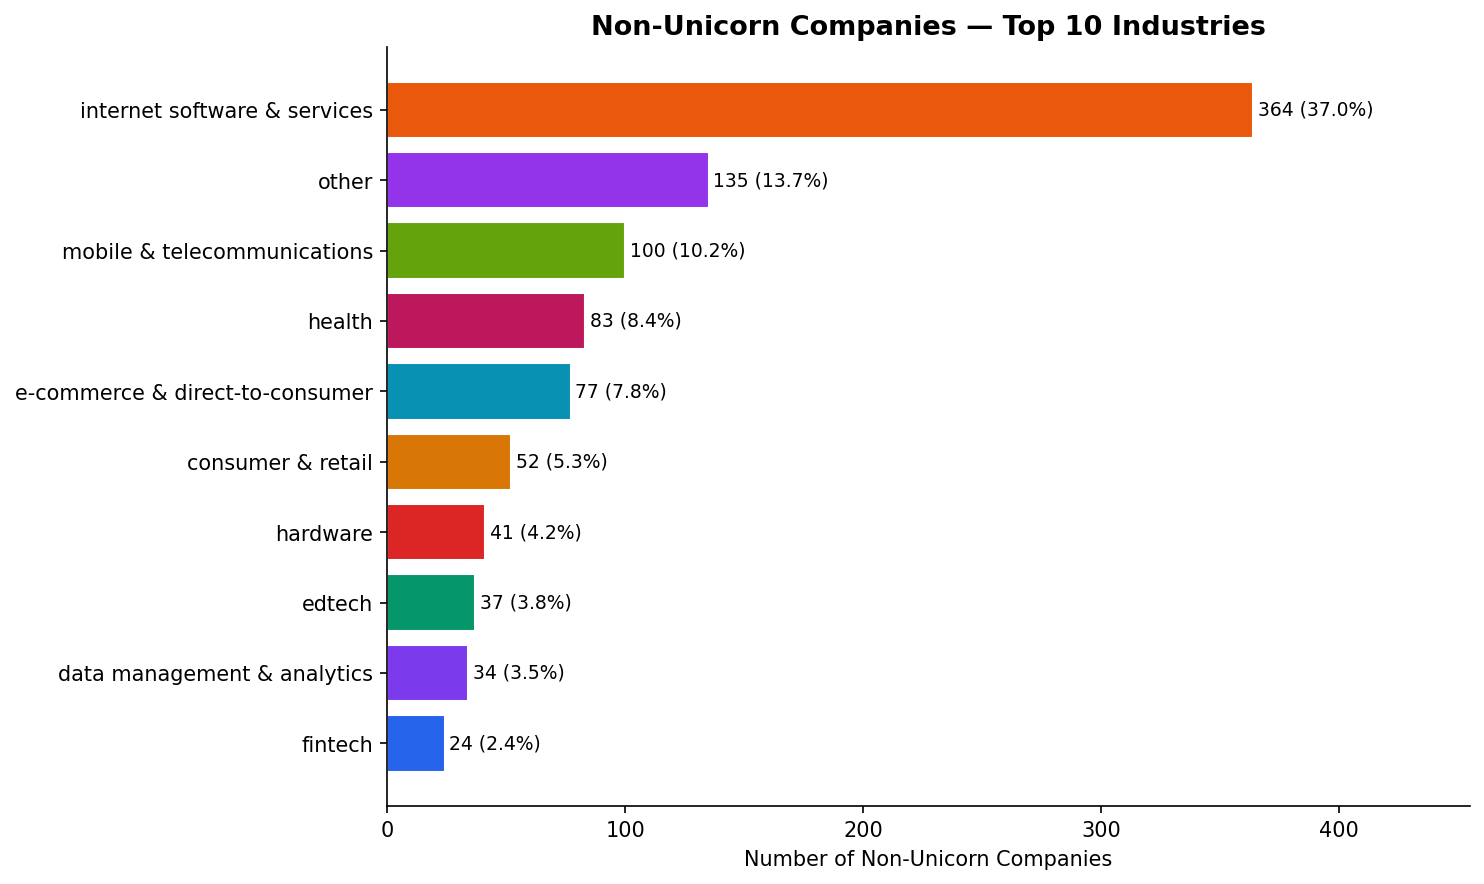 Non-Unicorn Companies — Top 10 Industries
internet software & services
364 (37.0%)
other
135 (13.7%)
mobile & telecommunications
100 (10.2%)
health
83 (8.4%)
e-commerce & direct-to-consumer
77 (7.8%)
consumer & retail
52 (5.3%)
hardware
41 (4.2%)
edtech
37 (3.8%)
data management & analytics
34 (3.5%)
fintech
24 (2.4%)
0 100 200 300 400
Number of Non-Unicorn Companies